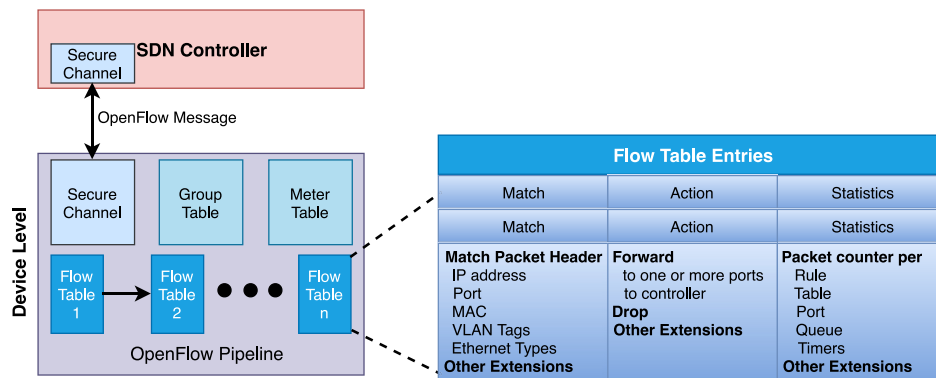 SDN Controller
Secure
Channel
OpenFlow Message
Device Level
Secure
Channel
Group
Table
Meter
Table
Flow
Table
1
Flow
Table
2
Flow
Table
n
OpenFlow Pipeline
Flow Table Entries
Match Action Statistics
Match Action Statistics
Match Packet Header
IP address
Port
MAC
VLAN Tags
Ethernet Types
Other Extensions
Forward
to one or more ports
to controller
Drop
Other Extensions
Packet counter per
Rule
Table
Port
Queue
Timers
Other Extensions